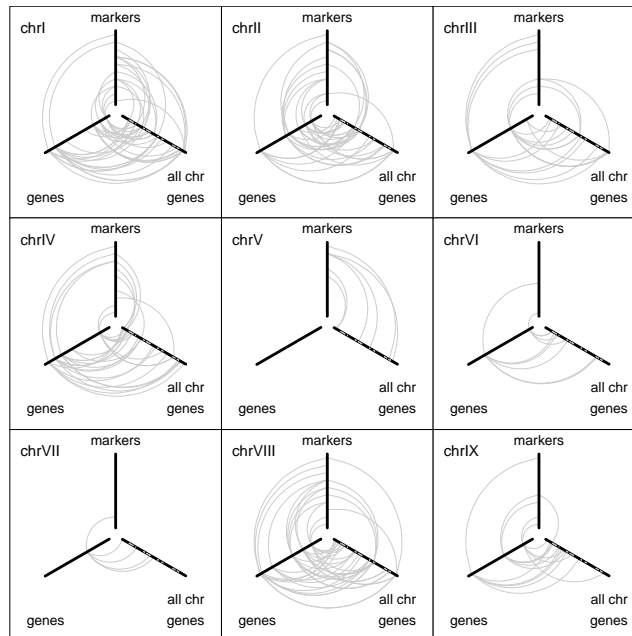 chrI
markers
genes
all chr
genes
chrII
markers
genes
all chr
genes
chrIII
markers
genes
all chr
genes
chrIV
markers
genes
all chr
genes
chrV
markers
genes
all chr
genes
chrVI
markers
genes
all chr
genes
chrVII
markers
genes
all chr
genes
chrVIII
markers
genes
all chr
genes
chrIX
markers
genes
all chr
genes